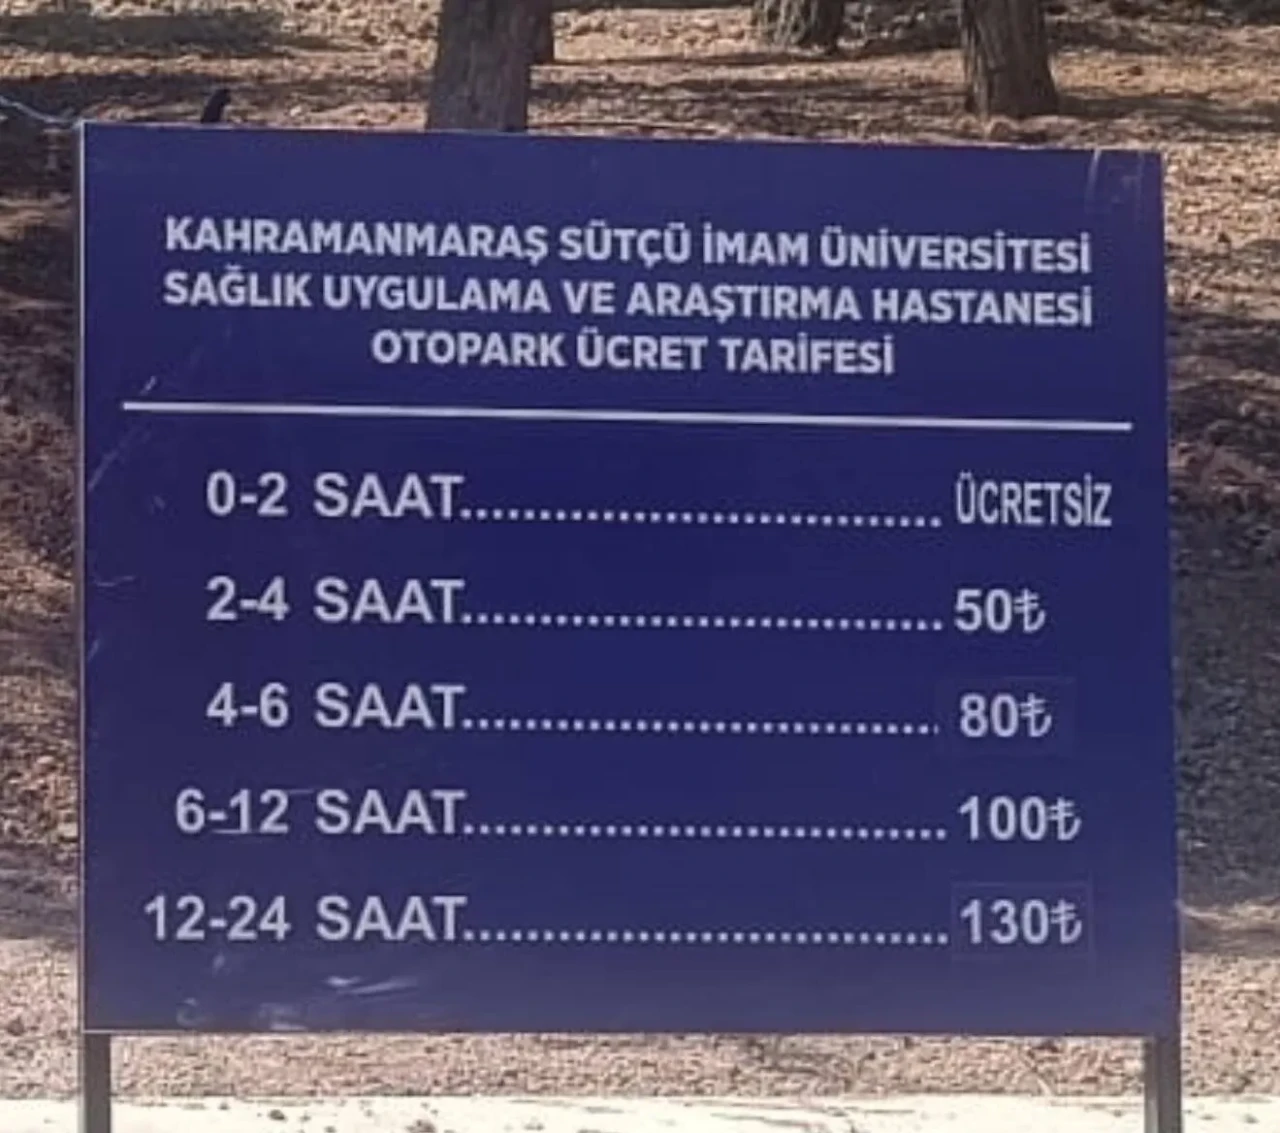 KAHRAMANMARAŞ SÜTÇÜ İMAM ÜNİVERSİTESİ
SAĞLIK UYGULAMA VE ARAŞTIRMA HASTANESİ
OTOPARK ÜCRET TARİFESİ
0-2 SAAT.................................... ÜCRETSİZ
2-4 SAAT.................................... 50₺
4-6 SAAT.................................... 80₺
6-12 SAAT.................................... 100₺
12-24 SAAT.................................... 130₺